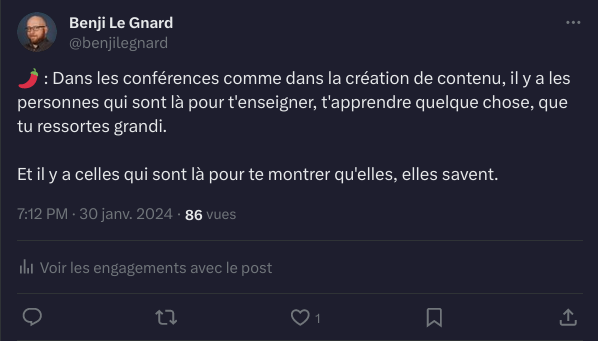 Benji Le Gnard
@benjilegnard
🌶️ : Dans les conférences comme dans la création de contenu, il y a les
personnes qui sont là pour t'enseigner, t'apprendre quelque chose, que
tu ressortes grandi.
Et il y a celles qui sont là pour te montrer qu'elles, elles savent.
7:12 PM · 30 janv. 2024 · 86 vues
Voir les engagements avec le post
1